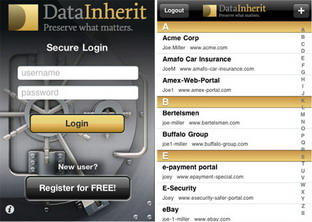 DataInherit
Preserve what matters.
Secure Login
username
password
Login
New user?
Register for FREE!
i
Logout
DataInherit
Preserve what matters.
+
A
Acme Corp
Joe.Miller www.acme.com
Amafo Car Insurance
JoeM www.amafo-car-insurance.com
Amex-Web-Portal
Joe1 amex-portal.com
B
Bertelsmen
joe-miller www.bertelsmen.com
Buffalo Group
joe1-miller www.buffalo-group.com
E
e-payment portal
joey www.epayment-special.com
E-Security
Joey www.esecurity-safer-portal.com
eBay
joe-1-miller www.ebay.com